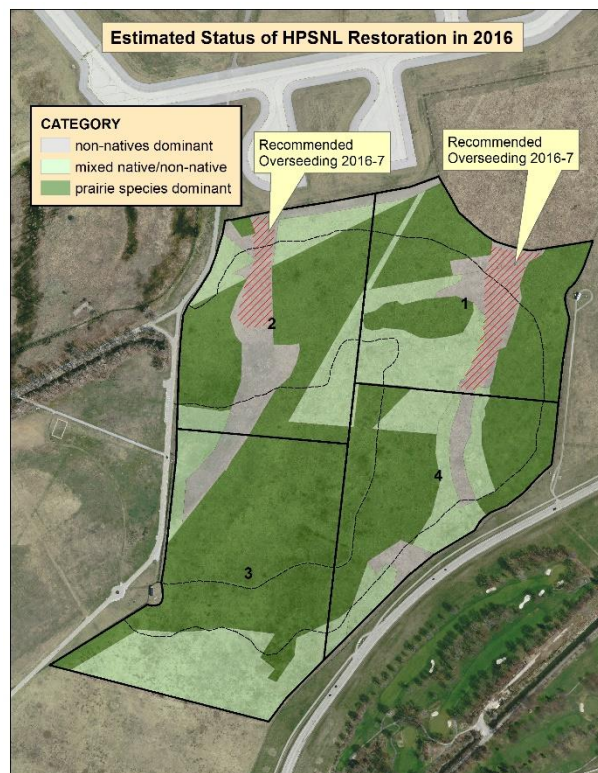 Estimated Status of HPSNL Restoration in 2016
CATEGORY
non-natives dominant
mixed native/non-native
prairie species dominant
Recommended
Overseeding 2016-7
Recommended
Overseeding 2016-7
1
2
4
3